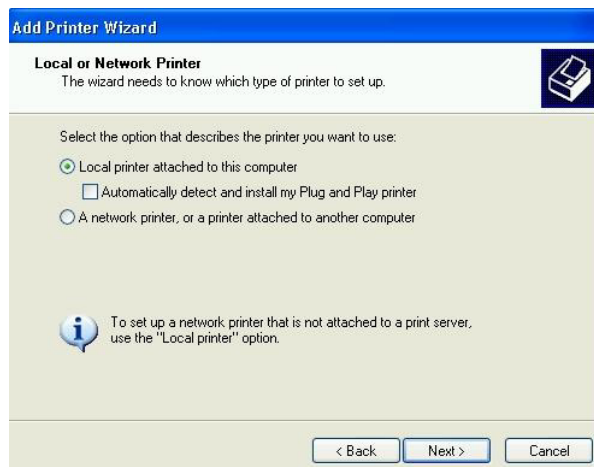 Add Printer Wizard
Local or Network Printer
The wizard needs to know which type of printer to set up.
Select the option that describes the printer you want to use:
Local printer attached to this computer
Automatically detect and install my Plug and Play printer
A network printer, or a printer attached to another computer
To set up a network printer that is not attached to a print server,
use the "Local printer" option.
< Back Next > Cancel